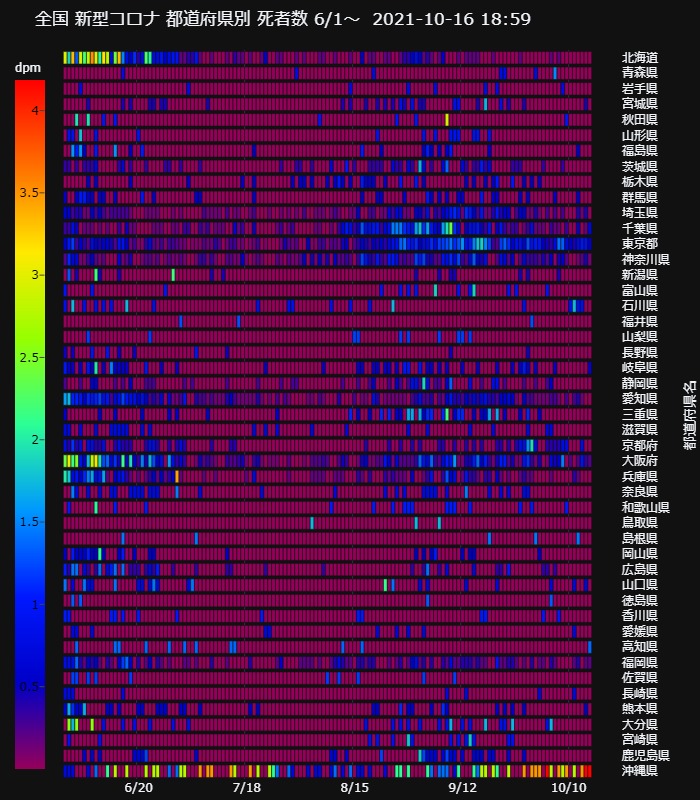 全国 新型コロナ 都道府県別 死者数 6/1～ 2021-10-16 18:59
dpm
4
3.5
3
2.5
2
1.5
1
0.5
北海道
青森県
岩手県
宮城県
秋田県
山形県
福島県
茨城県
栃木県
群馬県
埼玉県
千葉県
東京都
神奈川県
新潟県
富山県
石川県
福井県
山梨県
長野県
岐阜県
静岡県
愛知県
三重県
滋賀県
京都府
大阪府
兵庫県
奈良県
和歌山県
鳥取県
島根県
岡山県
広島県
山口県
徳島県
香川県
愛媛県
高知県
福岡県
佐賀県
長崎県
熊本県
大分県
宮崎県
鹿児島県
沖縄県
都道府県名
6/20 7/18 8/15 9/12 10/10